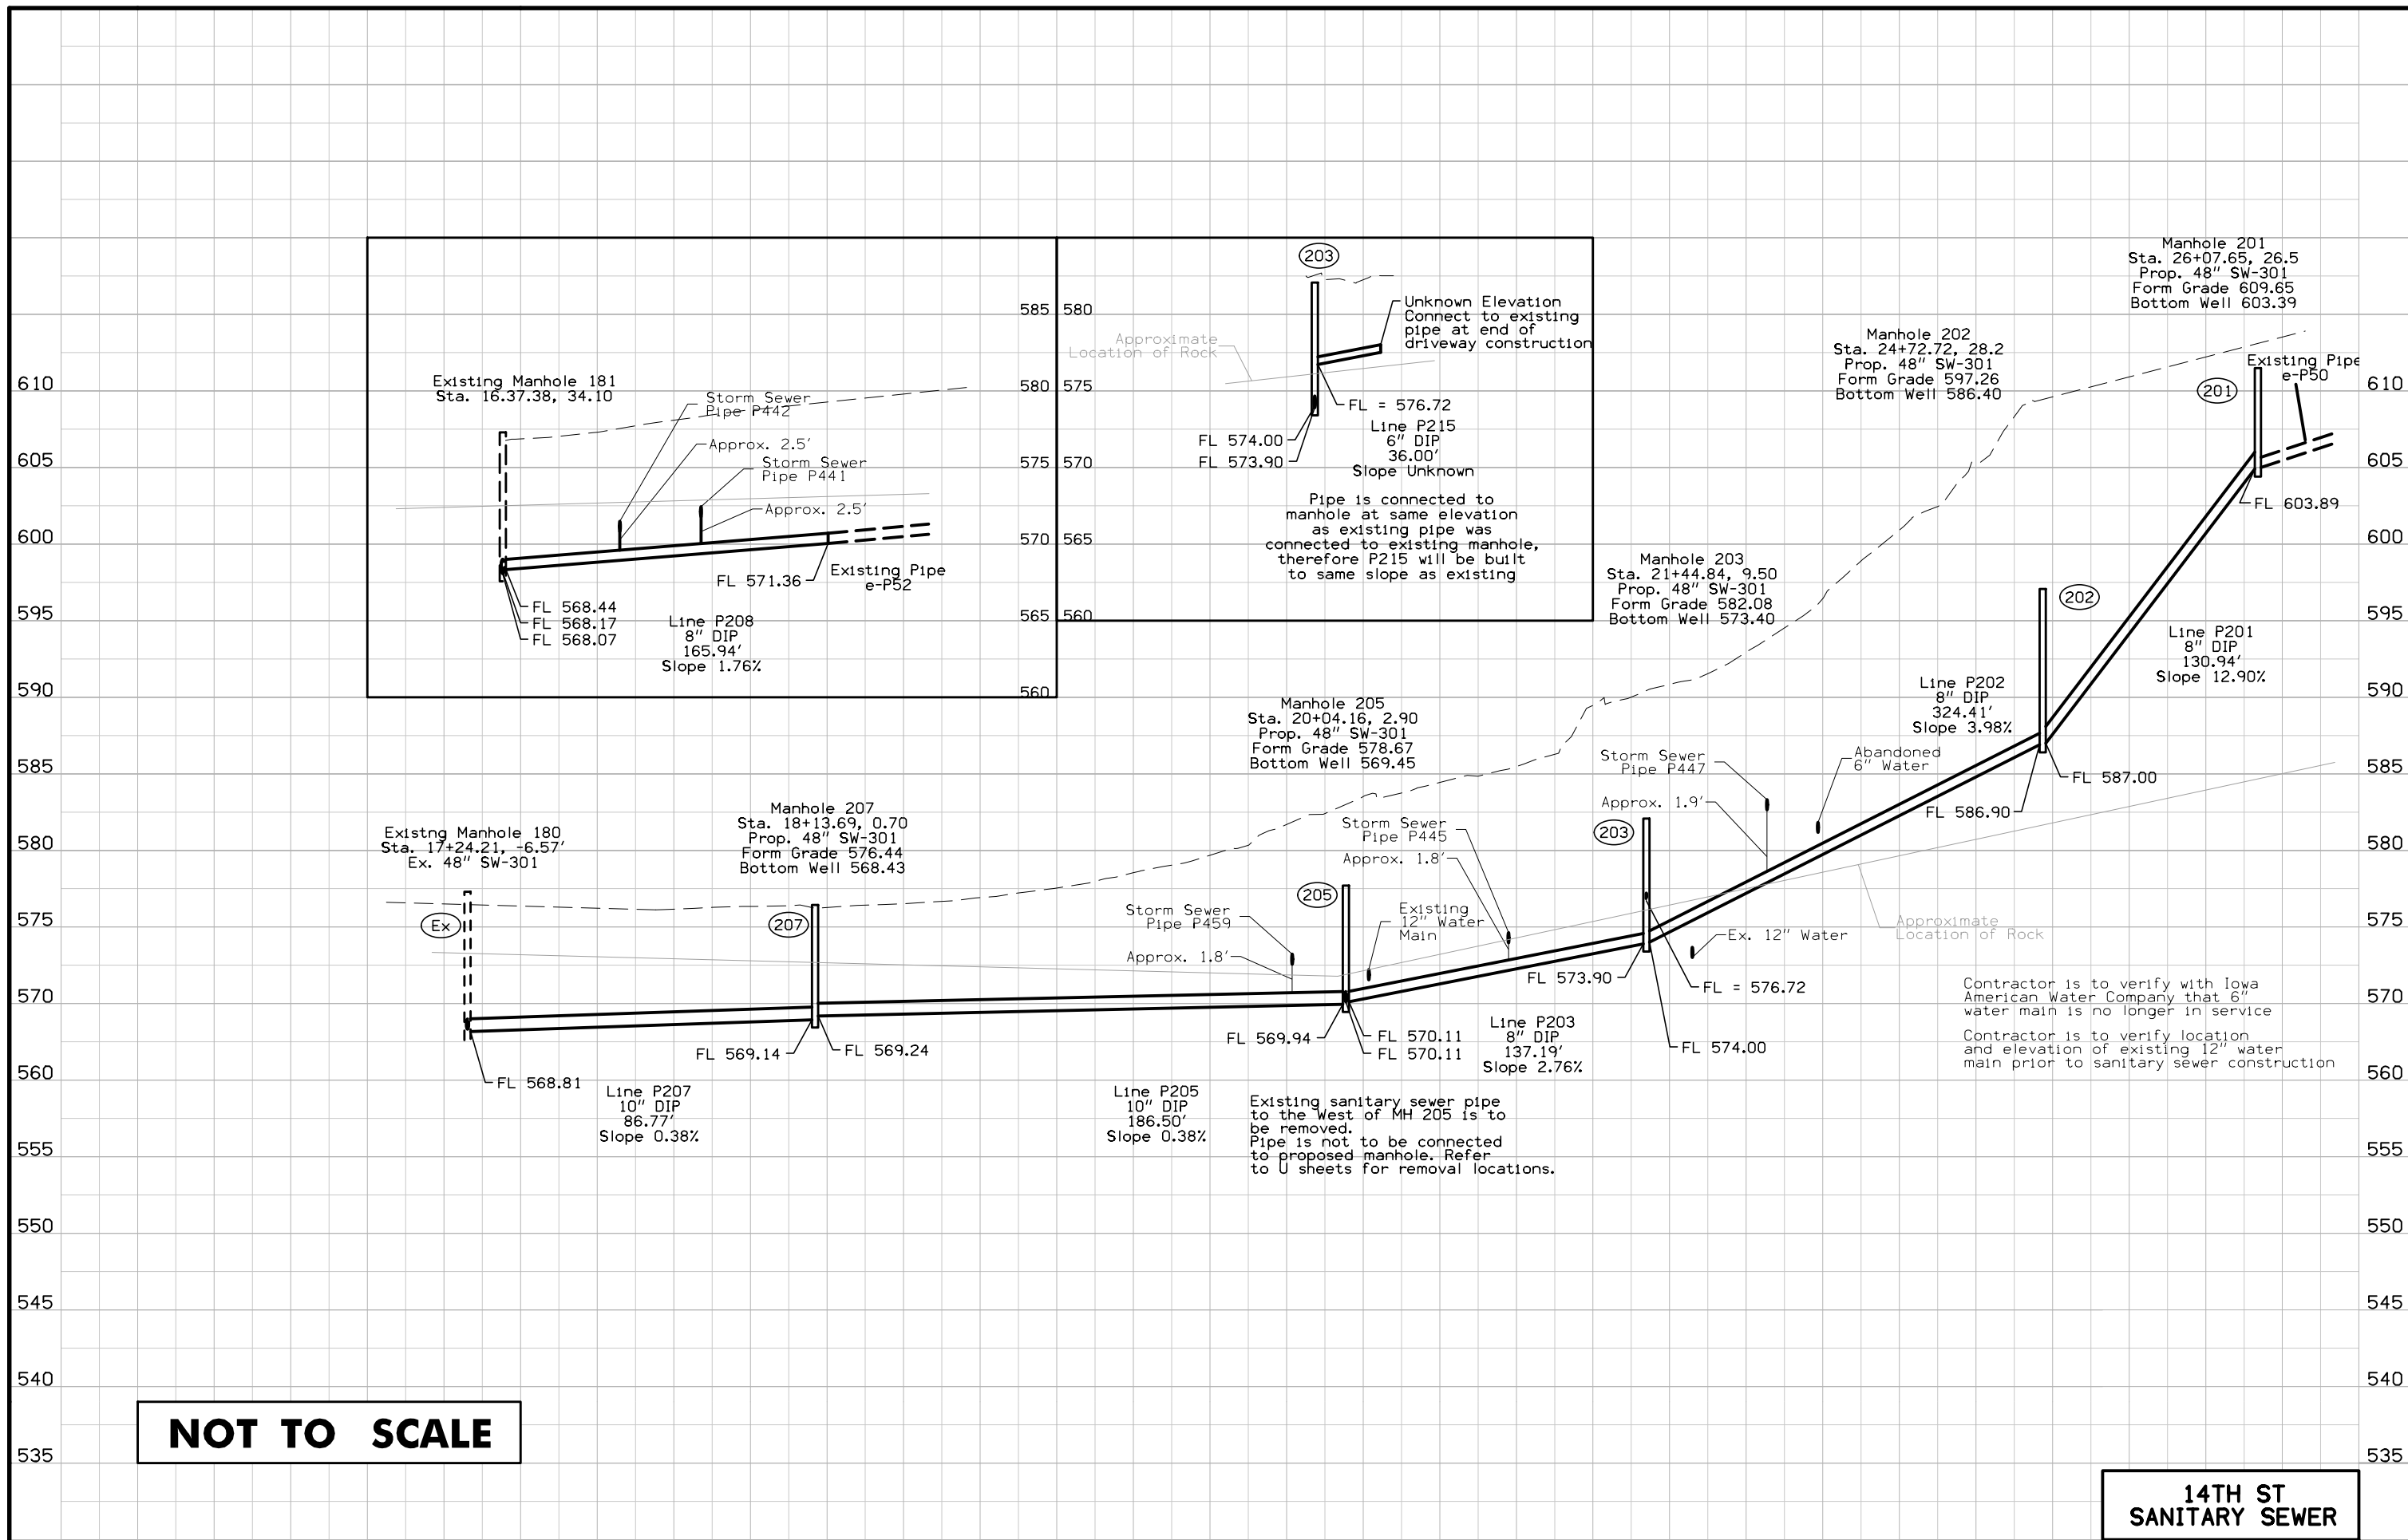 Manhole 201
Sta. 26+07.65, 26.5
Prop. 48" SW-301
Form Grade 609.65
Bottom Well 603.39
203
Unknown Elevation
Connect to existing
pipe at end of
driveway construction
585
580
Approximate
Location of Rock
Manhole 202
Sta. 24+72.72, 28.2
Prop. 48" SW-301
Form Grade 597.26
Bottom Well 586.40
Existing Pipe
e-P50
201
610
610
Existing Manhole 181
Sta. 16.37.38, 34.10
580
575
Storm Sewer
Pipe P442
Approx. 2.5'
Storm Sewer
Pipe P441
Approx. 2.5'
FL = 576.72
FL 574.00
FL 573.90
Line P215
6" DIP
36.00'
Slope Unknown
605
575
570
605
FL 603.89
Pipe is connected to
manhole at same elevation
as existing pipe was
connected to existing manhole,
therefore P215 will be built
to same slope as existing
600
570
565
600
FL 571.36
Existing Pipe
e-P52
FL 568.44
FL 568.17
FL 568.07
Line P208
8" DIP
165.94'
Slope 1.76%
Manhole 203
Sta. 21+44.84, 9.50
Prop. 48" SW-301
Form Grade 582.08
Bottom Well 573.40
202
595
565
560
595
Line P201
8" DIP
130.94'
Slope 12.90%
590
560
590
Line P202
8" DIP
324.41'
Slope 3.98%
Manhole 205
Sta. 20+04.16, 2.90
Prop. 48" SW-301
Form Grade 578.67
Bottom Well 569.45
Storm Sewer
Pipe P447
Abandoned
6" Water
585
585
FL 587.00
FL 586.90
Approx. 1.9'
Manhole 207
Sta. 18+13.69, 0.70
Prop. 48" SW-301
Form Grade 576.44
Bottom Well 568.43
Existng Manhole 180
Sta. 17+24.21, -6.57'
Ex. 48" SW-301
Storm Sewer
Pipe P445
Approx. 1.8'
203
580
580
205
Existing
12" Water
Main
Storm Sewer
Pipe P459
Approx. 1.8'
Ex
207
575
575
Ex. 12" Water
Approximate
Location of Rock
FL 573.90
FL = 576.72
570
570
Contractor is to verify with Iowa
American Water Company that 6"
water main is no longer in service
Contractor is to verify location
and elevation of existing 12" water
main prior to sanitary sewer construction
FL 569.14
FL 569.24
FL 569.94
FL 570.11
FL 570.11
Line P203
8" DIP
137.19'
Slope 2.76%
FL 574.00
560
560
FL 568.81
Line P207
10" DIP
86.77'
Slope 0.38%
Line P205
10" DIP
186.50'
Slope 0.38%
Existing sanitary sewer pipe
to the West of MH 205 is to
be removed.
Pipe is not to be connected
to proposed manhole. Refer
to U sheets for removal locations.
555
555
550
550
545
545
540
540
NOT TO SCALE
535
535
14TH ST
SANITARY SEWER